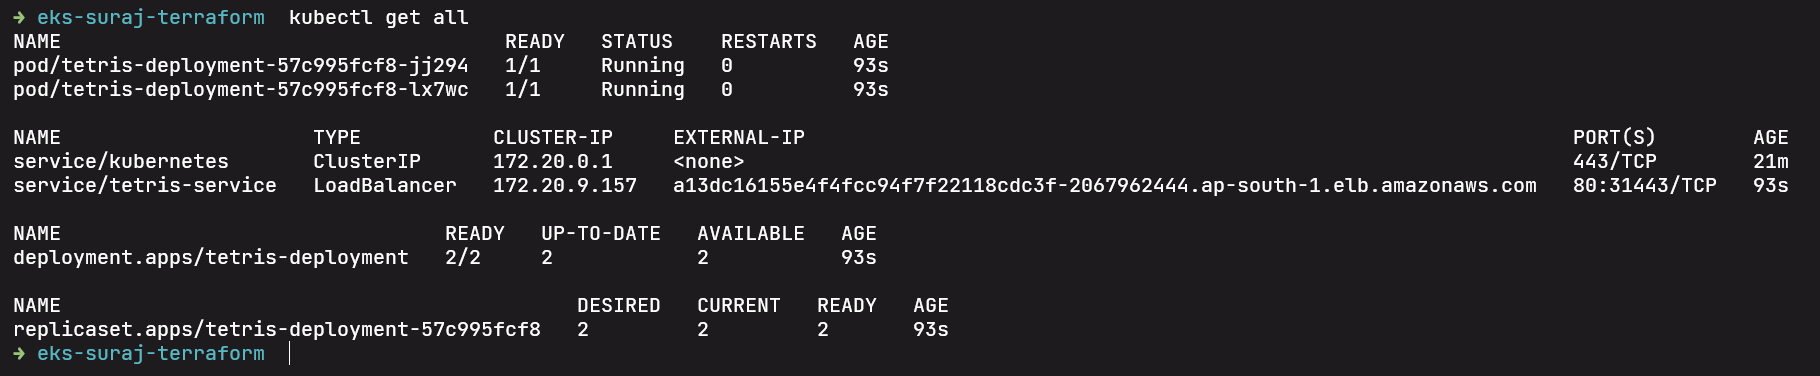 → eks-suraj-terraform  kubectl get all
NAME                                     READY   STATUS    RESTARTS   AGE
pod/tetris-deployment-57c995fcf8-jj294   1/1     Running   0          93s
pod/tetris-deployment-57c995fcf8-lx7wc   1/1     Running   0          93s
NAME                     TYPE           CLUSTER-IP     EXTERNAL-IP                                                                PORT(S)        AGE
service/kubernetes       ClusterIP      172.20.0.1     <none>                                                                     443/TCP        21m
service/tetris-service   LoadBalancer   172.20.9.157   a13dc16155e4f4fcc94f7f22118cdc3f-2067962444.ap-south-1.elb.amazonaws.com   80:31443/TCP   93s
NAME                                READY   UP-TO-DATE   AVAILABLE   AGE
deployment.apps/tetris-deployment   2/2     2            2           93s
NAME                                           DESIRED   CURRENT   READY   AGE
replicaset.apps/tetris-deployment-57c995fcf8   2         2         2       93s
→ eks-suraj-terraform